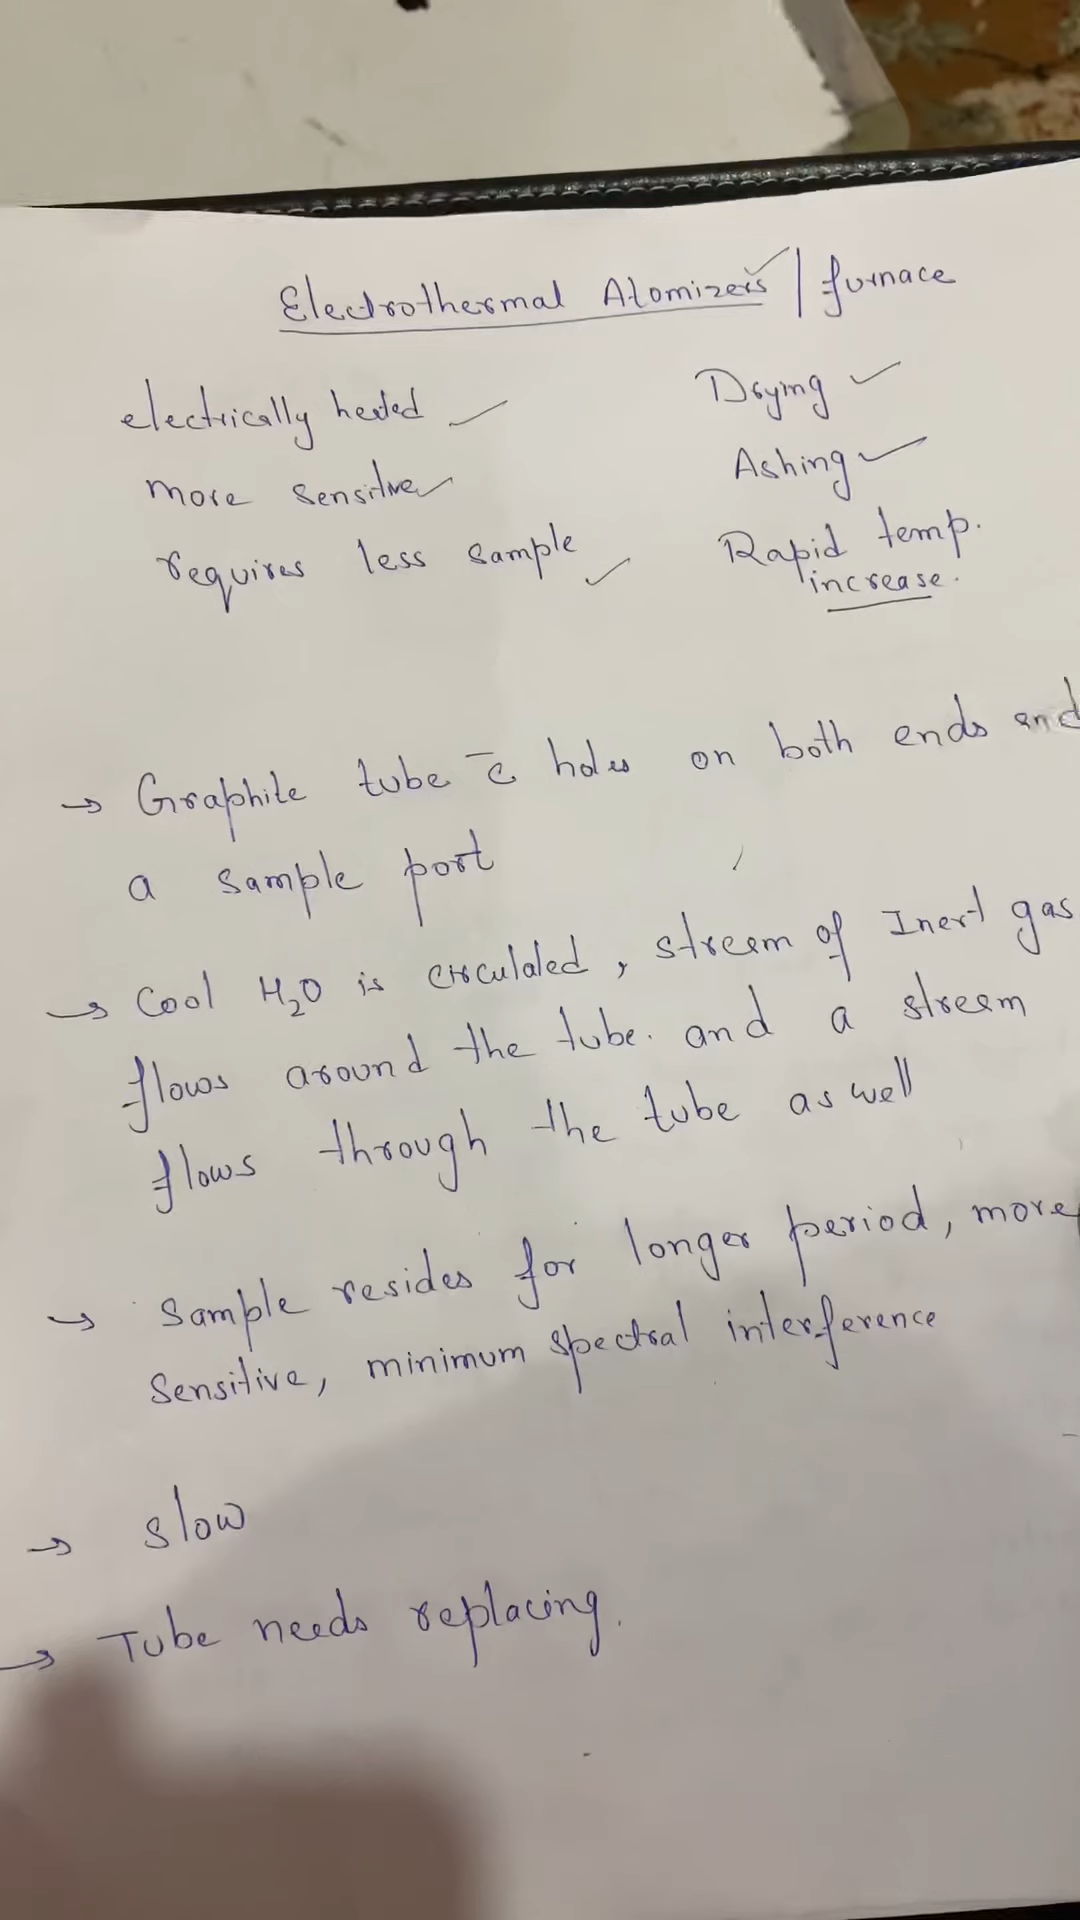 Electrothermal Atomizers / furnace
electrically heated
more sensitive
requires less sample
Drying
Ashing
Rapid temp.
increase.
→ Graphite tube c̄ holes on both ends and
a sample port
→ Cool H₂O is circulated, stream of Inert gas
flows around the tube. and a stream
flows through the tube as well
→ Sample resides for longer period, more
Sensitive, minimum spectral interference
→ slow
→ Tube needs replacing.